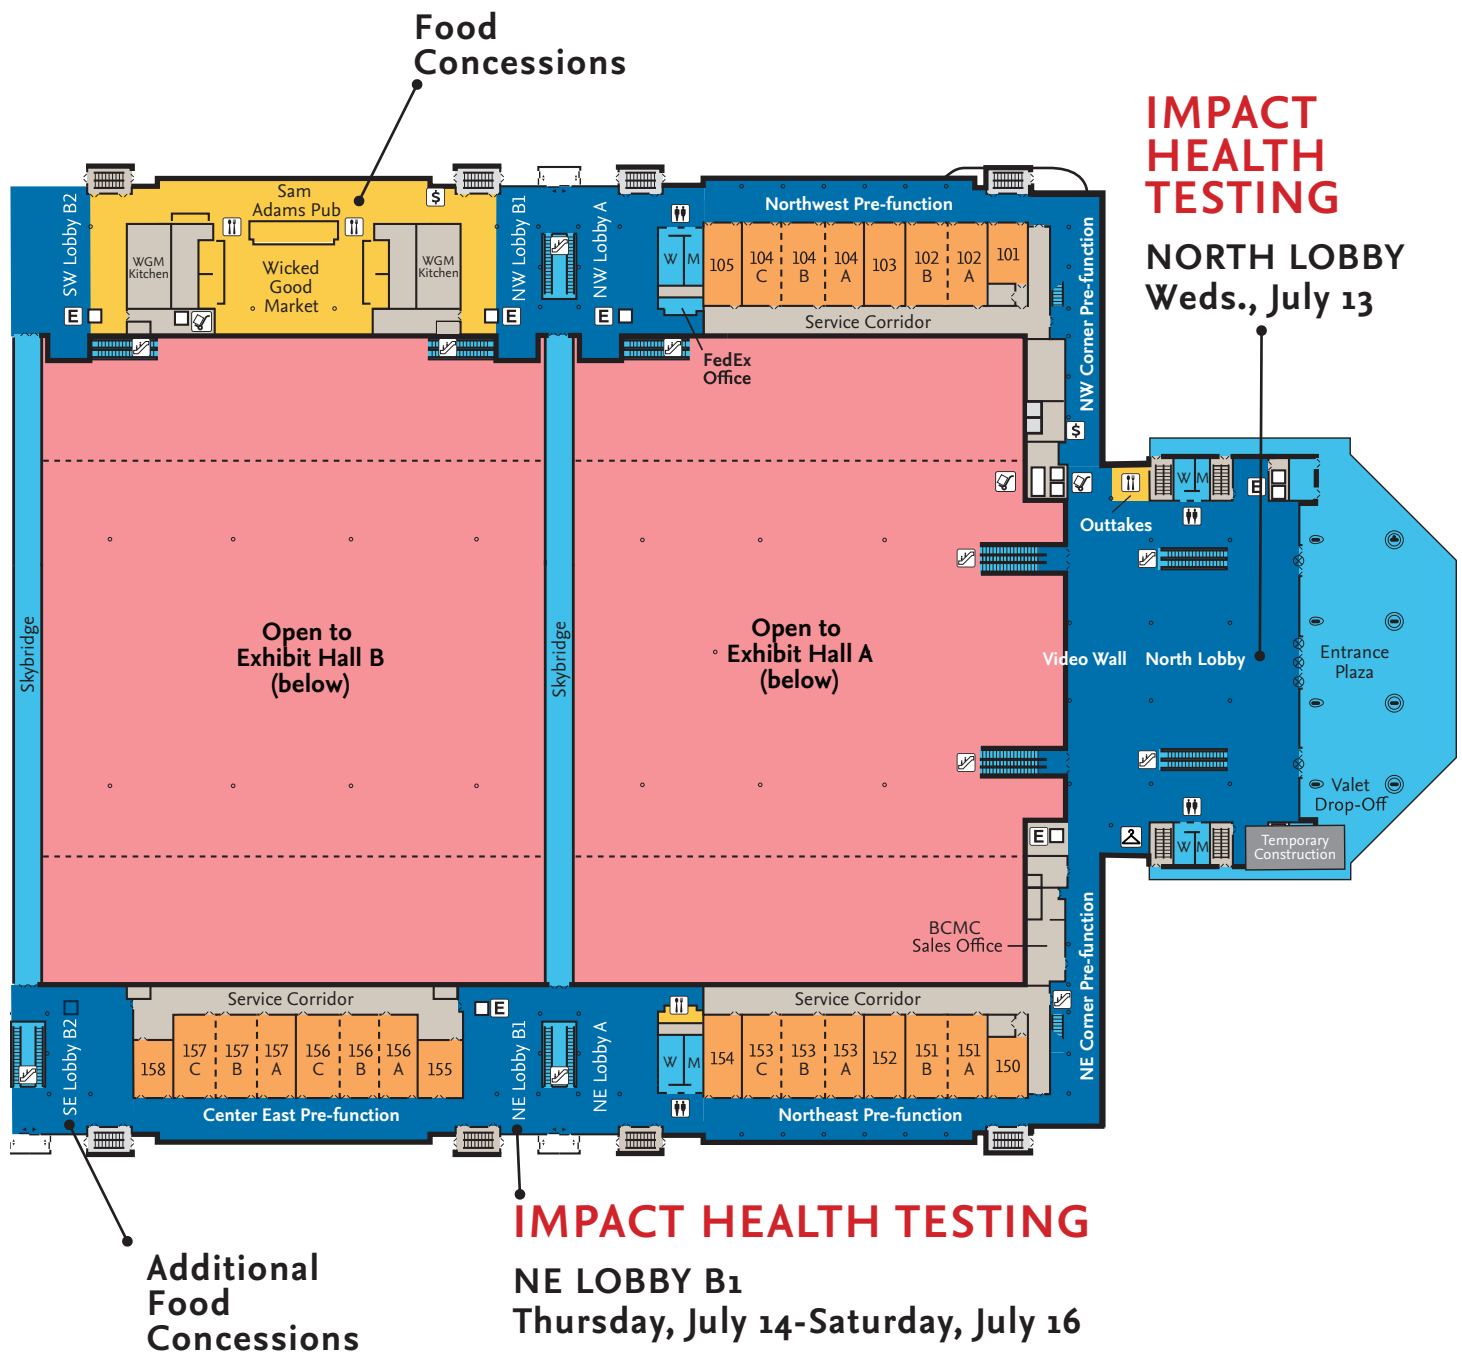 Food
Concessions
IMPACT
HEALTH
TESTING
NORTH LOBBY
Weds., July 13
SW Lobby B2
Sam
Adams Pub
$
WGM
Kitchen
Wicked
Good
Market
WGM
Kitchen
E
E
NW Lobby B1
NW Lobby A
E
W M
FedEx
Office
Northwest Pre-function
105
104
C
104
B
104
A
103
102
B
102
A
101
Service Corridor
NW Corner Pre-function
$
Outtakes
W M
E
Skybridge
Open to
Exhibit Hall B
(below)
Skybridge
Open to
Exhibit Hall A
(below)
Video Wall
North Lobby
Entrance
Plaza
Valet
Drop-Off
Temporary
Construction
W M
E
BCMC
Sales Office
NE Corner Pre-function
SE Lobby B2
Service Corridor
158
157
C
157
B
157
A
156
C
156
B
156
A
155
Center East Pre-function
E
NE Lobby B1
NE Lobby A
W M
Service Corridor
154
153
C
153
B
153
A
152
151
B
151
A
150
Northeast Pre-function
Additional
Food
Concessions
IMPACT HEALTH TESTING
NE LOBBY B1
Thursday, July 14-Saturday, July 16